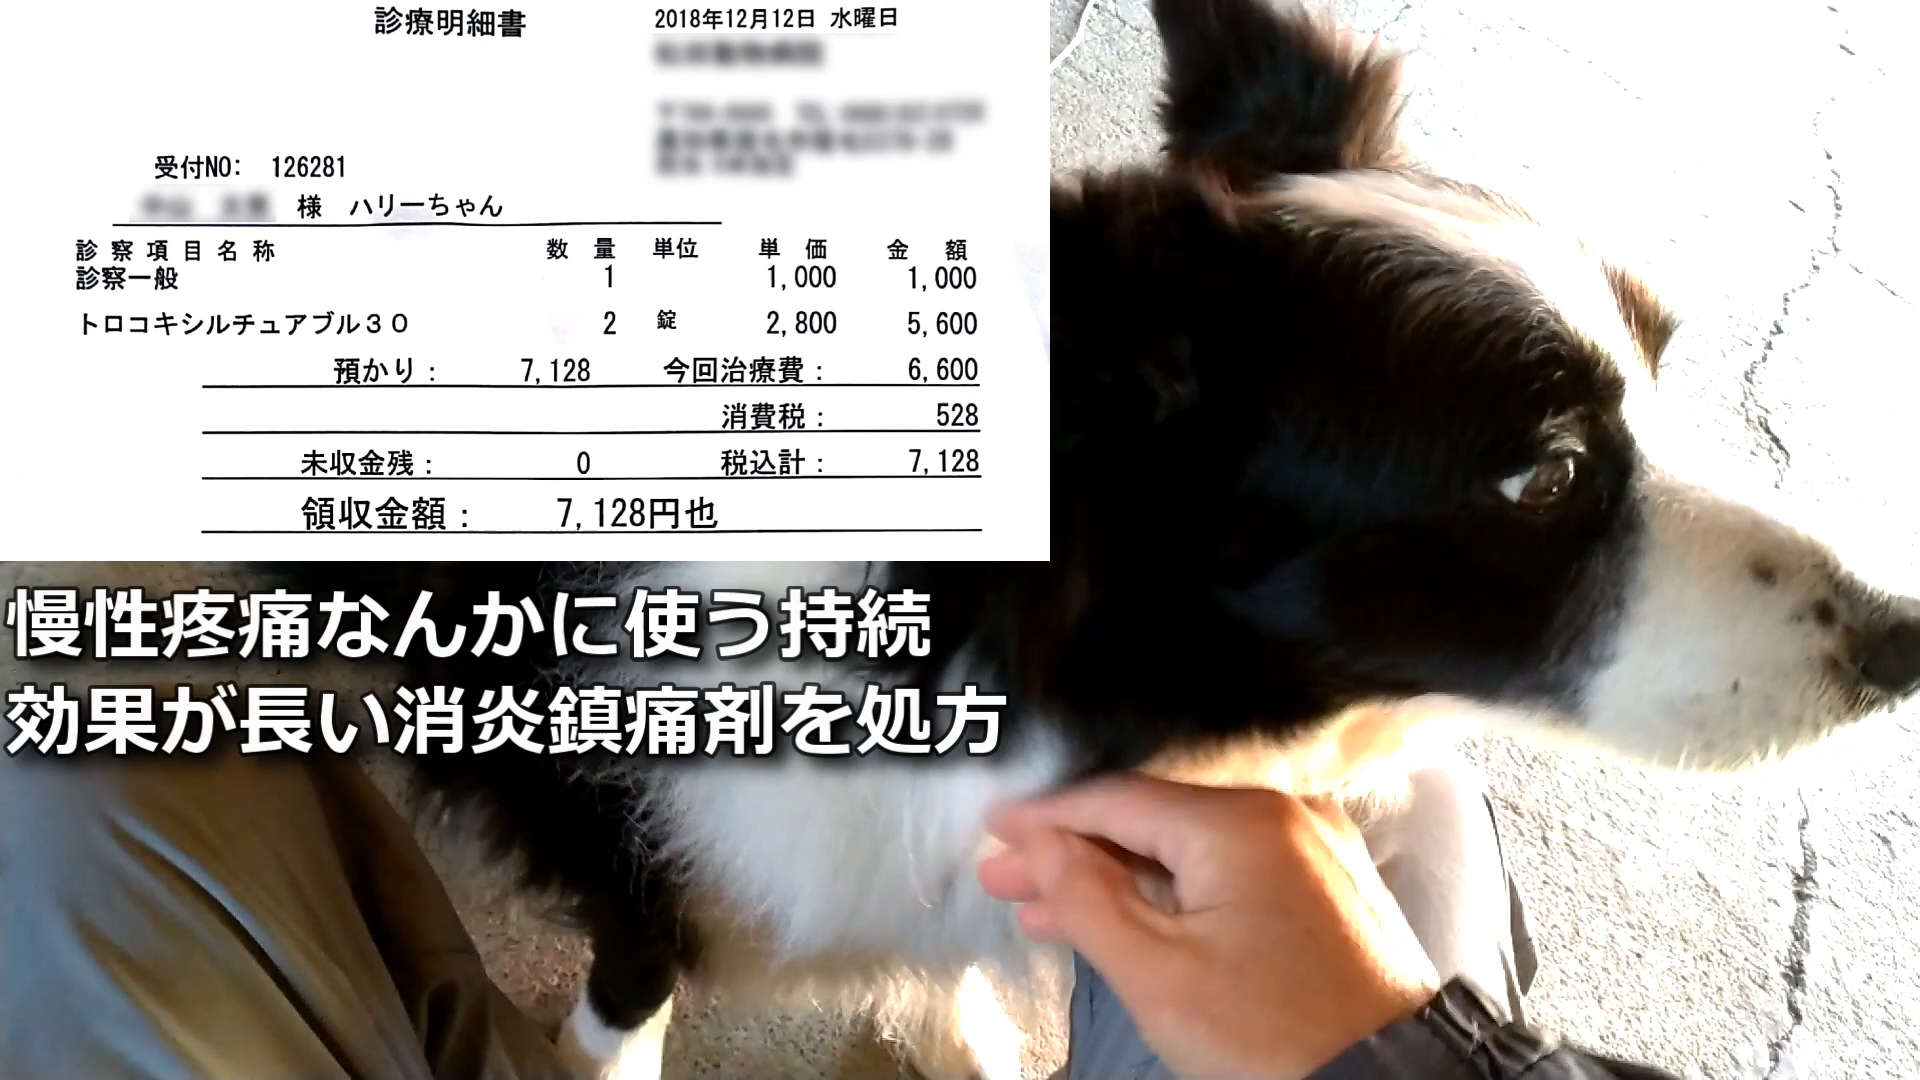 診療明細書
2018年12月12日 水曜日
受付NO: 126281
様 ハリーちゃん
診察項目名称 数量 単位 単価 金額
診察一般 1 1,000 1,000
トロコキシルチュアブル30 2 錠 2,800 5,600
預かり: 7,128 今回治療費: 6,600
消費税: 528
未収金残: 0 税込計: 7,128
領収金額: 7,128円也
慢性疼痛なんかに使う持続
効果が長い消炎鎮痛剤を処方